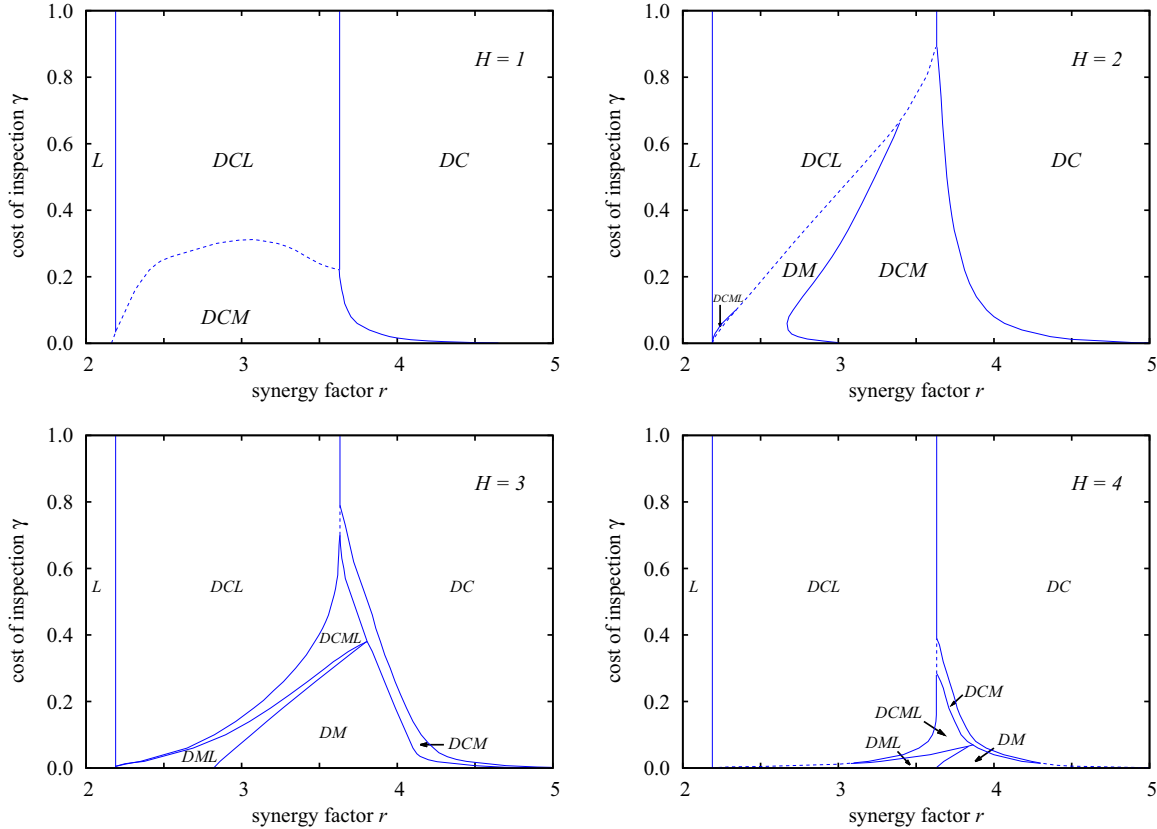 1.0
0.8
0.6
0.4
0.2
0.0
cost of inspection γ
H = 1
L
DCL
DC
DCM
2
3
4
5
synergy factor r
1.0
0.8
0.6
0.4
0.2
0.0
cost of inspection γ
H = 2
L
DCL
DC
DM
DCM
DCML
2
3
4
5
synergy factor r
1.0
0.8
0.6
0.4
0.2
0.0
cost of inspection γ
H = 3
L
DCL
DC
DCML
DM
DCM
DML
2
3
4
5
synergy factor r
1.0
0.8
0.6
0.4
0.2
0.0
cost of inspection γ
H = 4
L
DCL
DC
DCM
DCML
DML
DM
2
3
4
5
synergy factor r